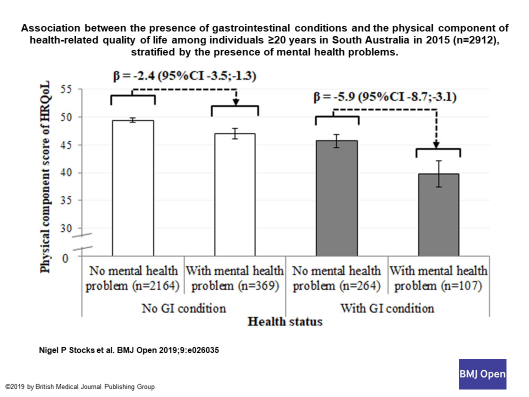 Association between the presence of gastrointestinal conditions and the physical component of
health-related quality of life among individuals ≥20 years in South Australia in 2015 (n=2912),
stratified by the presence of mental health problems.
β = -2.4 (95%CI -3.5;-1.3)
β = -5.9 (95%CI -8.7;-3.1)
Physical component score of HRQoL
55
50
45
40
35
30
0
No mental health problem (n=2164)
With mental health problem (n=369)
No mental health problem (n=264)
With mental health problem (n=107)
No GI condition
With GI condition
Health status
Nigel P Stocks et al. BMJ Open 2019;9:e026035
BMJ Open
©2019 by British Medical Journal Publishing Group